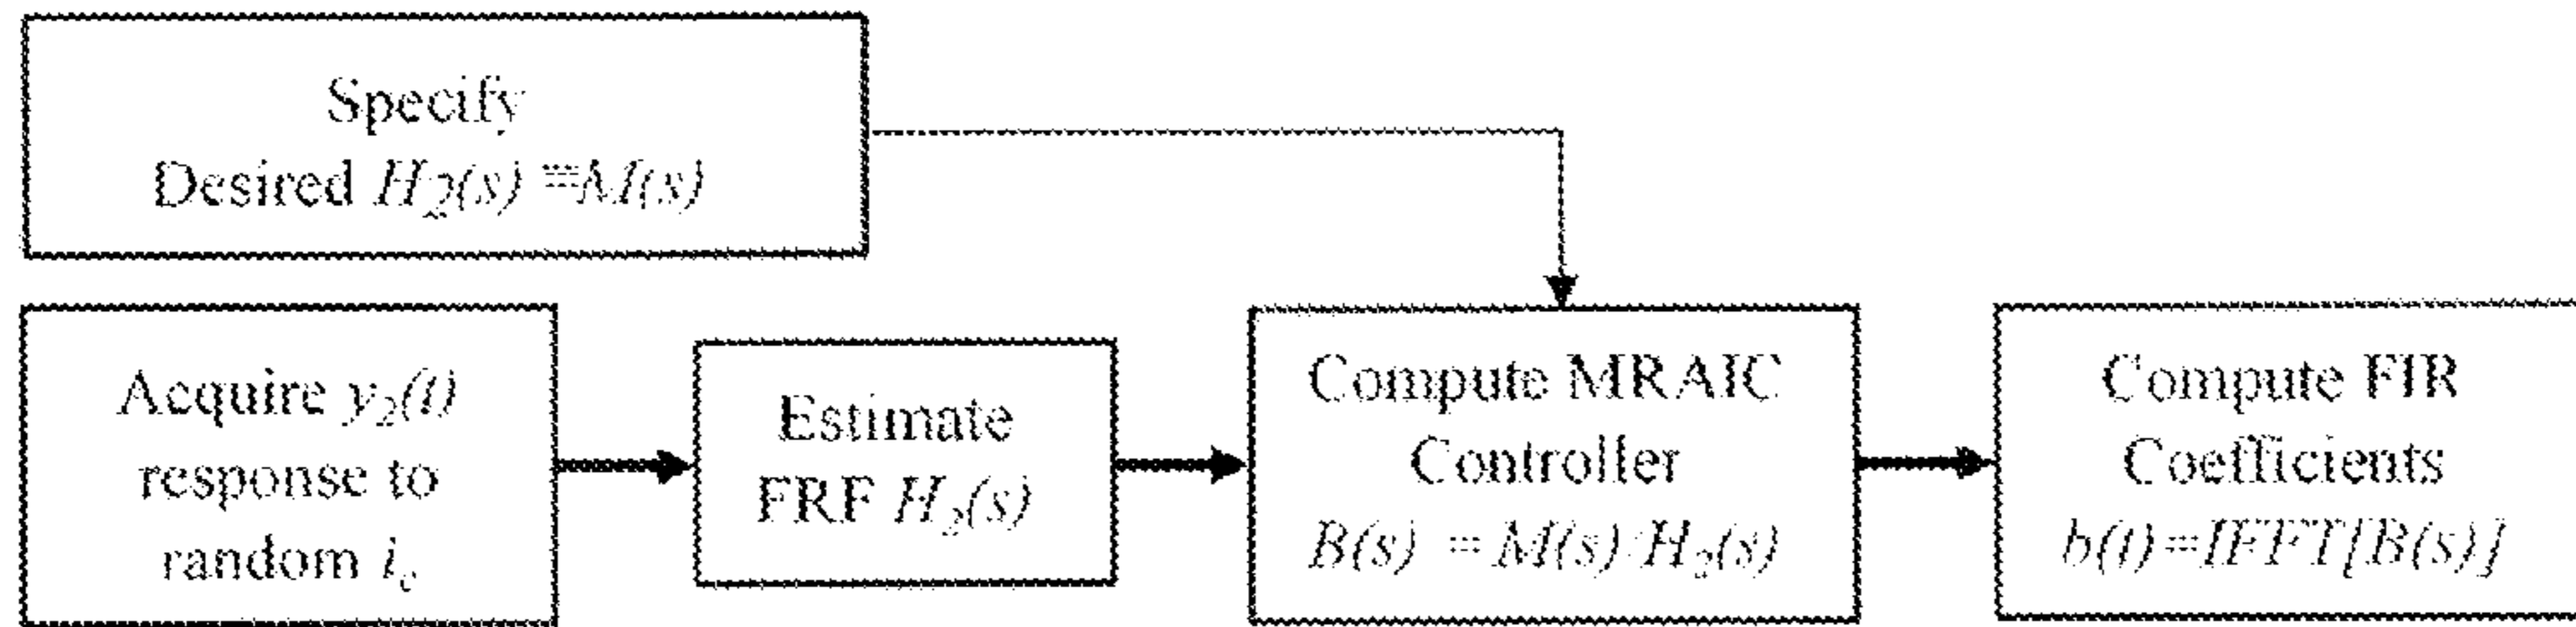 Specify
Desired H₂(s) ≡M(s)
Acquire y₂(t)
response to
random i_c
Estimate
FRF H₂(s)
Compute MRAIC
Controller
B(s) = M(s)/H₂(s)
Compute FIR
Coefficients
b(t)=IFFT[B(s)]